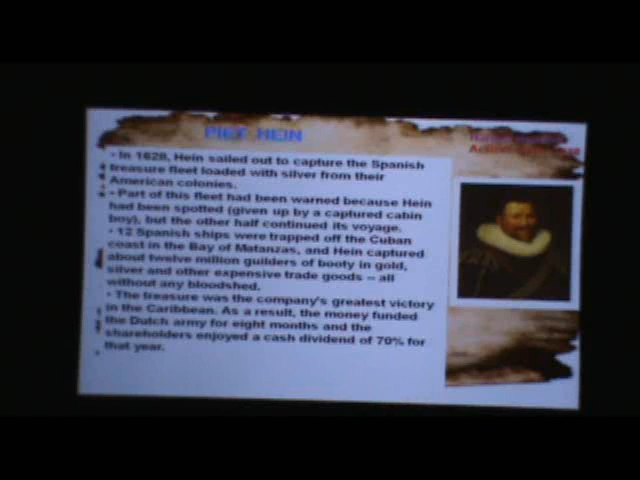 PIET HEIN
• In 1628, Hein sailed out to capture the Spanish
treasure fleet loaded with silver from their
American colonies.
• Part of this fleet had been warned because Hein
had been spotted (given up by a captured cabin
boy), but the other half continued its voyage.
• 12 Spanish ships were trapped off the Cuban
coast in the Bay of Matanzas, and Hein captured
about twelve million guilders of booty in gold,
silver and other expensive trade goods – all
without any bloodshed.
• The treasure was the company's greatest victory
in the Caribbean. As a result, the money funded
the Dutch army for eight months and the
shareholders enjoyed a cash dividend of 70% for
that year.